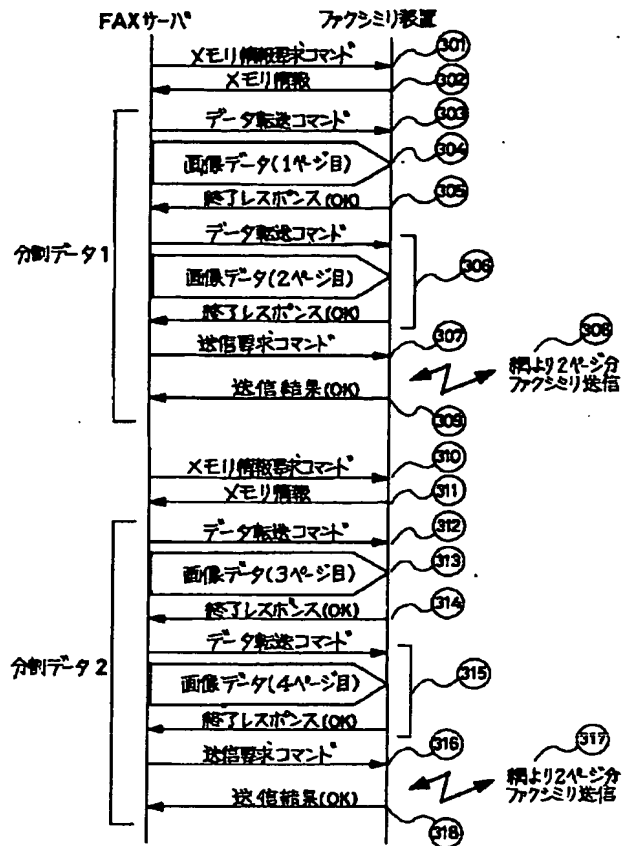 FAXサーバ ファクシミリ装置
メモリ情報要求コマンド 301
メモリ情報 302
データ転送コマンド 303
画像データ(1ページ目) 304
終了レスポンス(OK) 305
データ転送コマンド
分割データ1
画像データ(2ページ目) 306
終了レスポンス(OK)
送信要求コマンド 307
308
網より2ページ分
ファクシミリ送信
送信結果(OK)
309
メモリ情報要求コマンド 310
メモリ情報 311
データ転送コマンド 312
画像データ(3ページ目) 313
終了レスポンス(OK) 314
データ転送コマンド
分割データ2
画像データ(4ページ目) 315
終了レスポンス(OK)
送信要求コマンド 316
317
網より2ページ分
ファクシミリ送信
送信結果(OK)
318